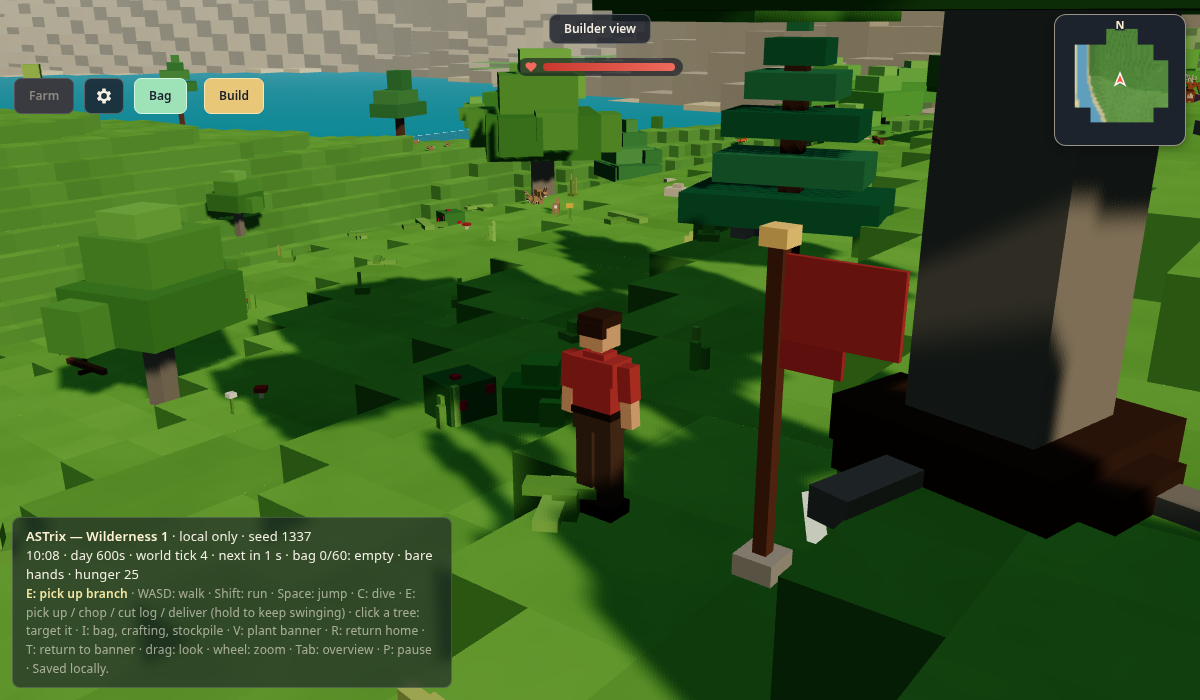 Builder view
N
Farm
Bag
Build
ASTrix — Wilderness 1 · local only · seed 1337
10:08 · day 600s · world tick 4 · next in 1 s · bag 0/60: empty · bare
hands · hunger 25
E: pick up branch · WASD: walk · Shift: run · Space: jump · C: dive · E:
pick up / chop / cut log / deliver (hold to keep swinging) · click a tree:
target it · I: bag, crafting, stockpile · V: plant banner · R: return home ·
T: return to banner · drag: look · wheel: zoom · Tab: overview · P: pause
· Saved locally.